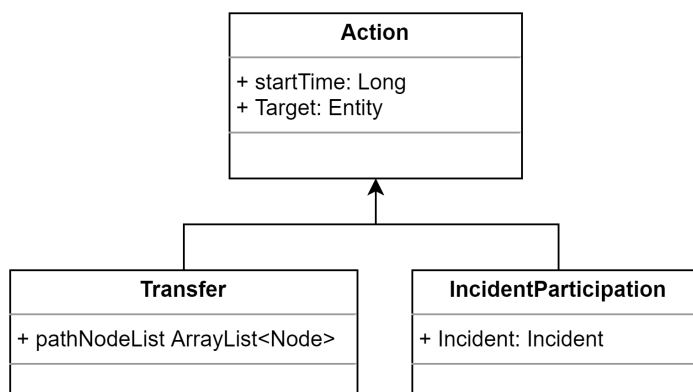 Action
+ startTime: Long
+ Target: Entity
Transfer
+ pathNodeList ArrayList<Node>
IncidentParticipation
+ Incident: Incident